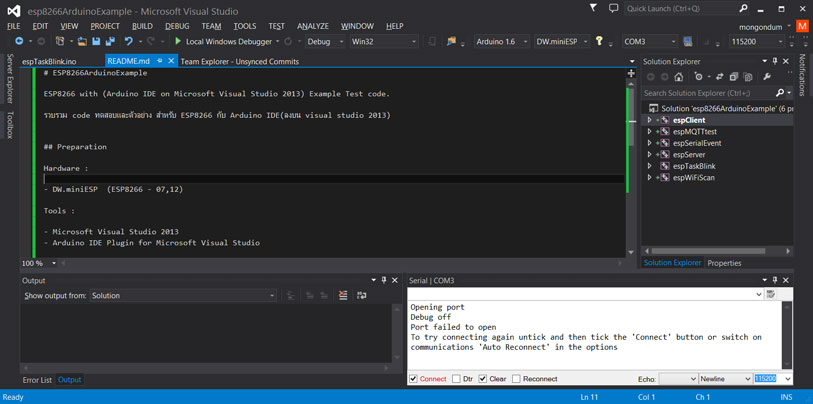 esp8266ArduinoExample - Microsoft Visual Studio
Quick Launch (Ctrl+Q)
FILE EDIT VIEW PROJECT BUILD DEBUG TEAM TOOLS TEST ANALYZE WINDOW HELP
mongondum
M
Local Windows Debugger Debug Win32 Arduino 1.6 DW.miniESP COM3 115200
Server Explorer
Toolbox
Notifications
espTaskBlink.ino README.md Team Explorer - Unsynced Commits
# ESP8266ArduinoExample
ESP8266 with (Arduino IDE on Microsoft Visual Studio 2013) Example Test code.
รวบรวม code ทดสอบและตัวอย่าง สำหรับ ESP8266 กับ Arduino IDE(ลงบน visual studio 2013)
## Preparation
Hardware :
- DW.miniESP (ESP8266 - 07,12)
Tools :
- Microsoft Visual Studio 2013
- Arduino IDE Plugin for Microsoft Visual Studio
100 %
Solution Explorer
Search Solution Explorer (Ctrl+;)
Solution 'esp8266ArduinoExample' (6 pr
espClient
espMQTTtest
espSerialEvent
espServer
espTaskBlink
espWiFiScan
Solution Explorer Properties
Output
Show output from: Solution
Error List Output
Serial | COM3
Opening port
Debug off
Port failed to open
To try connecting again untick and then tick the 'Connect' button or switch on
communications 'Auto Reconnect' in the options
Connect Dtr Clear Reconnect Echo: Newline 115200
Ready Ln 11 Col 1 Ch 1 INS